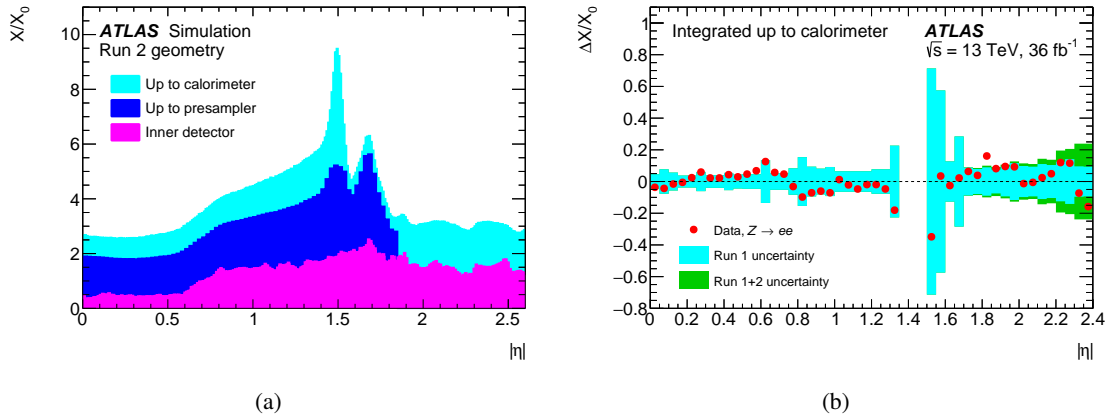 X/X₀
10
8
6
4
2
0
ATLAS Simulation
Run 2 geometry
Up to calorimeter
Up to presampler
Inner detector
0 0.5 1 1.5 2 2.5
|η|
(a)
ΔX/X₀
1
0.8
0.6
0.4
0.2
0
−0.2
−0.4
−0.6
−0.8
Integrated up to calorimeter
ATLAS
√s = 13 TeV, 36 fb⁻¹
Data, Z → ee
Run 1 uncertainty
Run 1+2 uncertainty
0 0.2 0.4 0.6 0.8 1 1.2 1.4 1.6 1.8 2 2.2 2.4
|η|
(b)